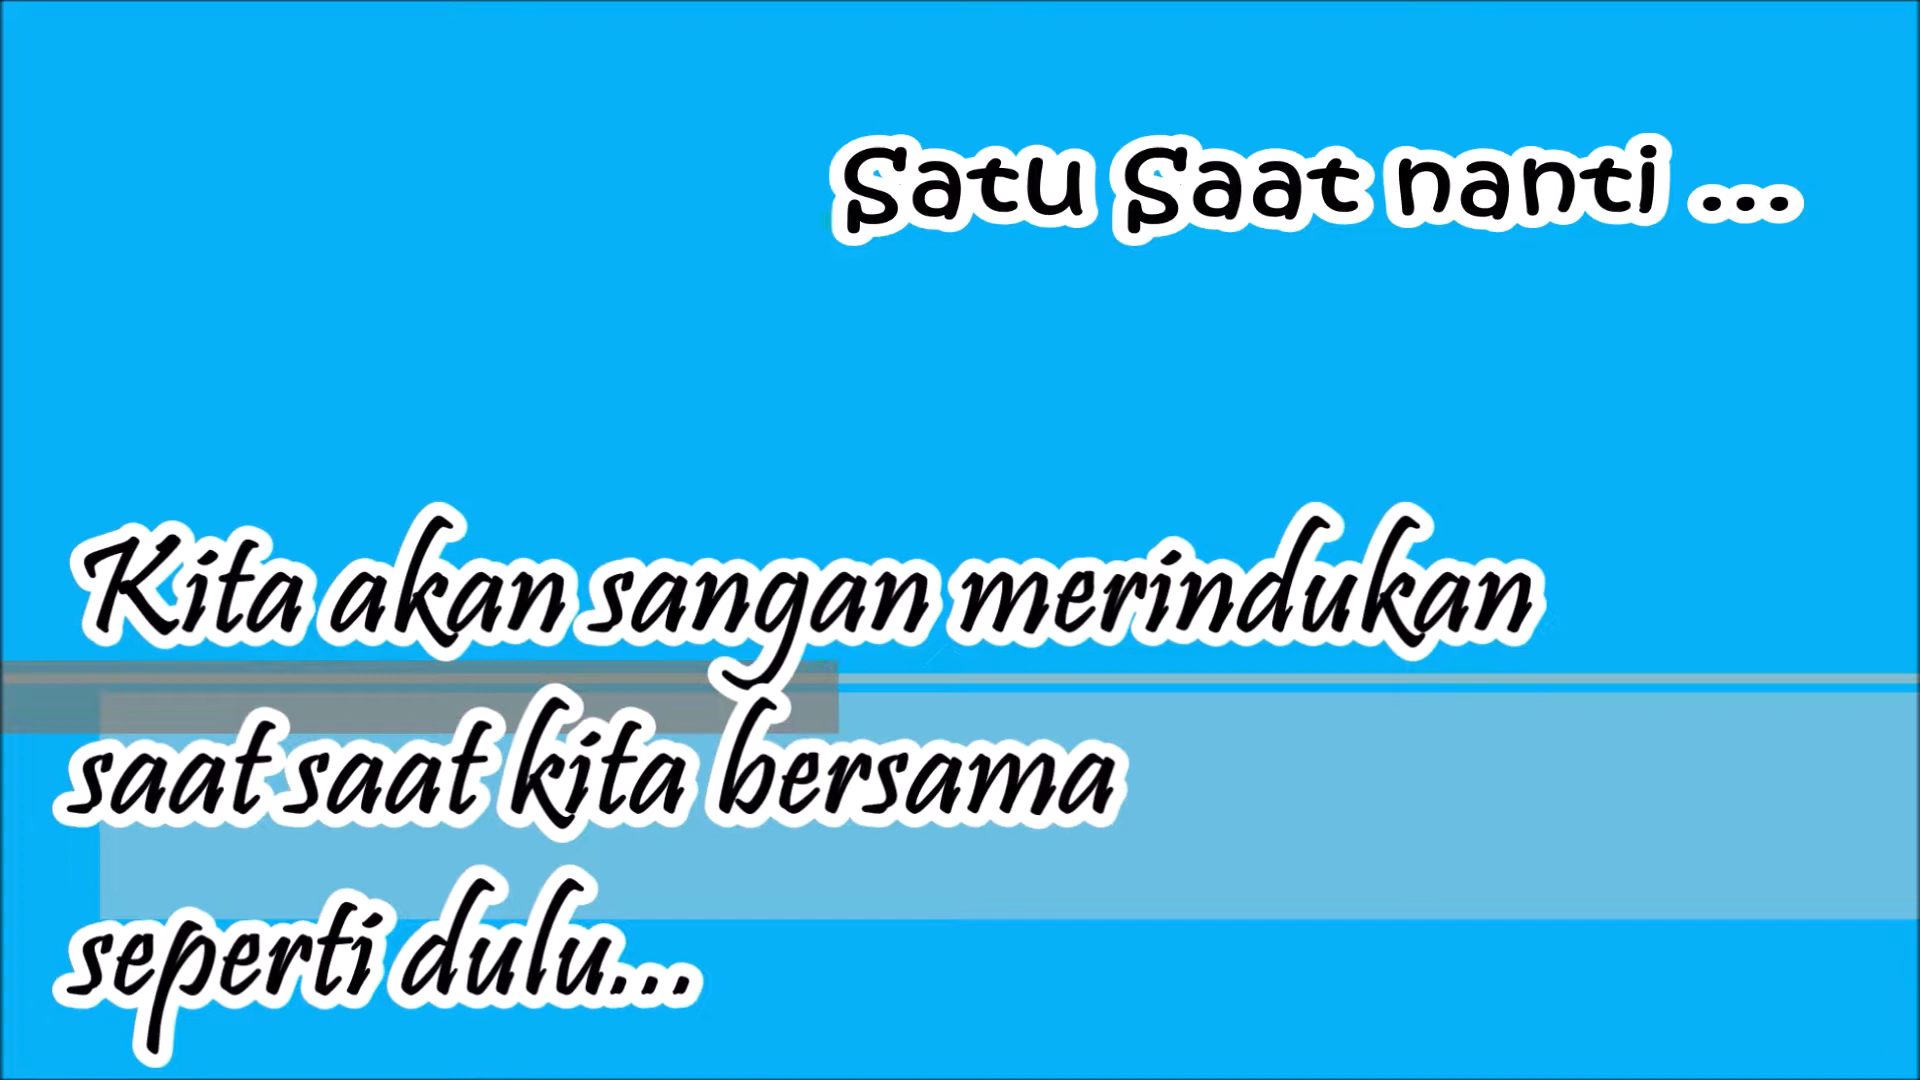 Satu Saat nanti ...
Kita akan sangan merindukan
saat saat kita bersama
seperti dulu...